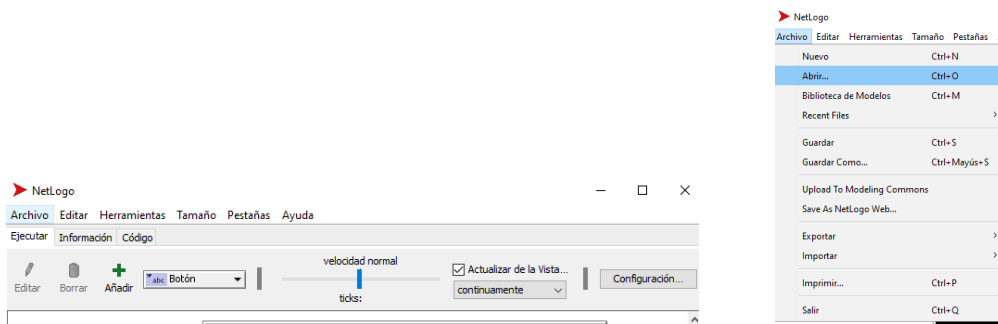 NetLogo
Archivo Editar Herramientas Tamaño Pestañas Ayuda
Ejecutar Información Código
Editar Borrar Añadir abc Botón velocidad normal ticks: Actualizar de la Vista... continuamente Configuración...
NetLogo
Archivo Editar Herramientas Tamaño Pestañas
Nuevo Ctrl+N
Abrir... Ctrl+O
Biblioteca de Modelos Ctrl+M
Recent Files
Guardar Ctrl+S
Guardar Como... Ctrl+Mayús+S
Upload To Modeling Commons
Save As NetLogo Web...
Exportar
Importar
Imprimir... Ctrl+P
Salir Ctrl+Q